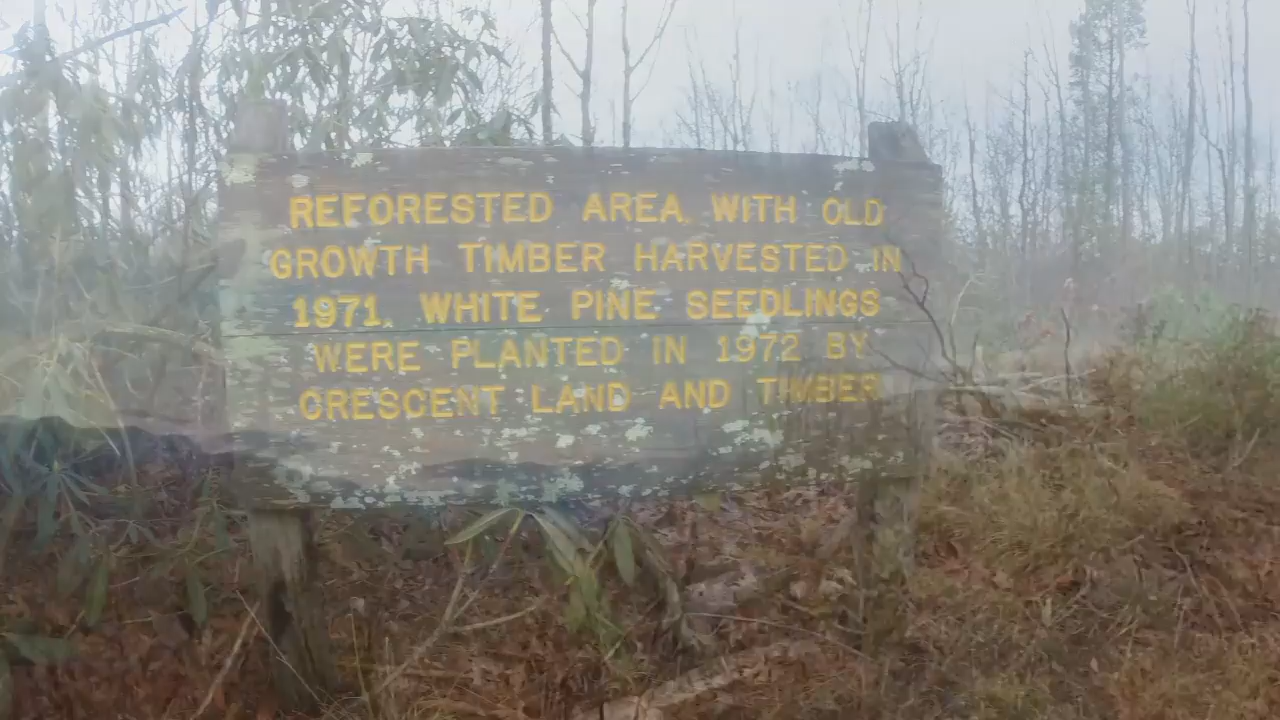 REFORESTED AREA. WITH OLD
GROWTH TIMBER HARVESTED IN
1971. WHITE PINE SEEDLINGS
WERE PLANTED IN 1972 BY
CRESCENT LAND AND TIMBER